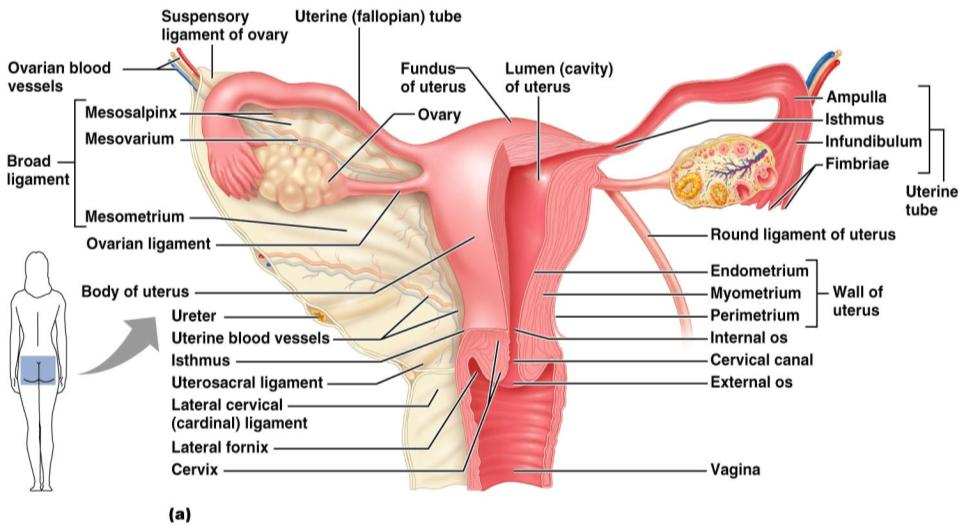 Suspensory
ligament of ovary
Uterine (fallopian) tube
Ovarian blood
vessels
Fundus
of uterus
Lumen (cavity)
of uterus
Mesosalpinx
Mesovarium
Ovary
Broad
ligament
Mesometrium
Ovarian ligament
Body of uterus
Ureter
Uterine blood vessels
Isthmus
Uterosacral ligament
Lateral cervical
(cardinal) ligament
Lateral fornix
Cervix
Ampulla
Isthmus
Infundibulum
Fimbriae
Uterine
tube
Round ligament of uterus
Endometrium
Myometrium
Perimetrium
Wall of
uterus
Internal os
Cervical canal
External os
Vagina
(a)